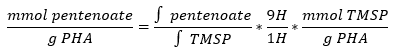 mmol pentenoate / g PHA = ∫ pentenoate / ∫ TMSP * 9H / 1H * mmol TMSP / g PHA